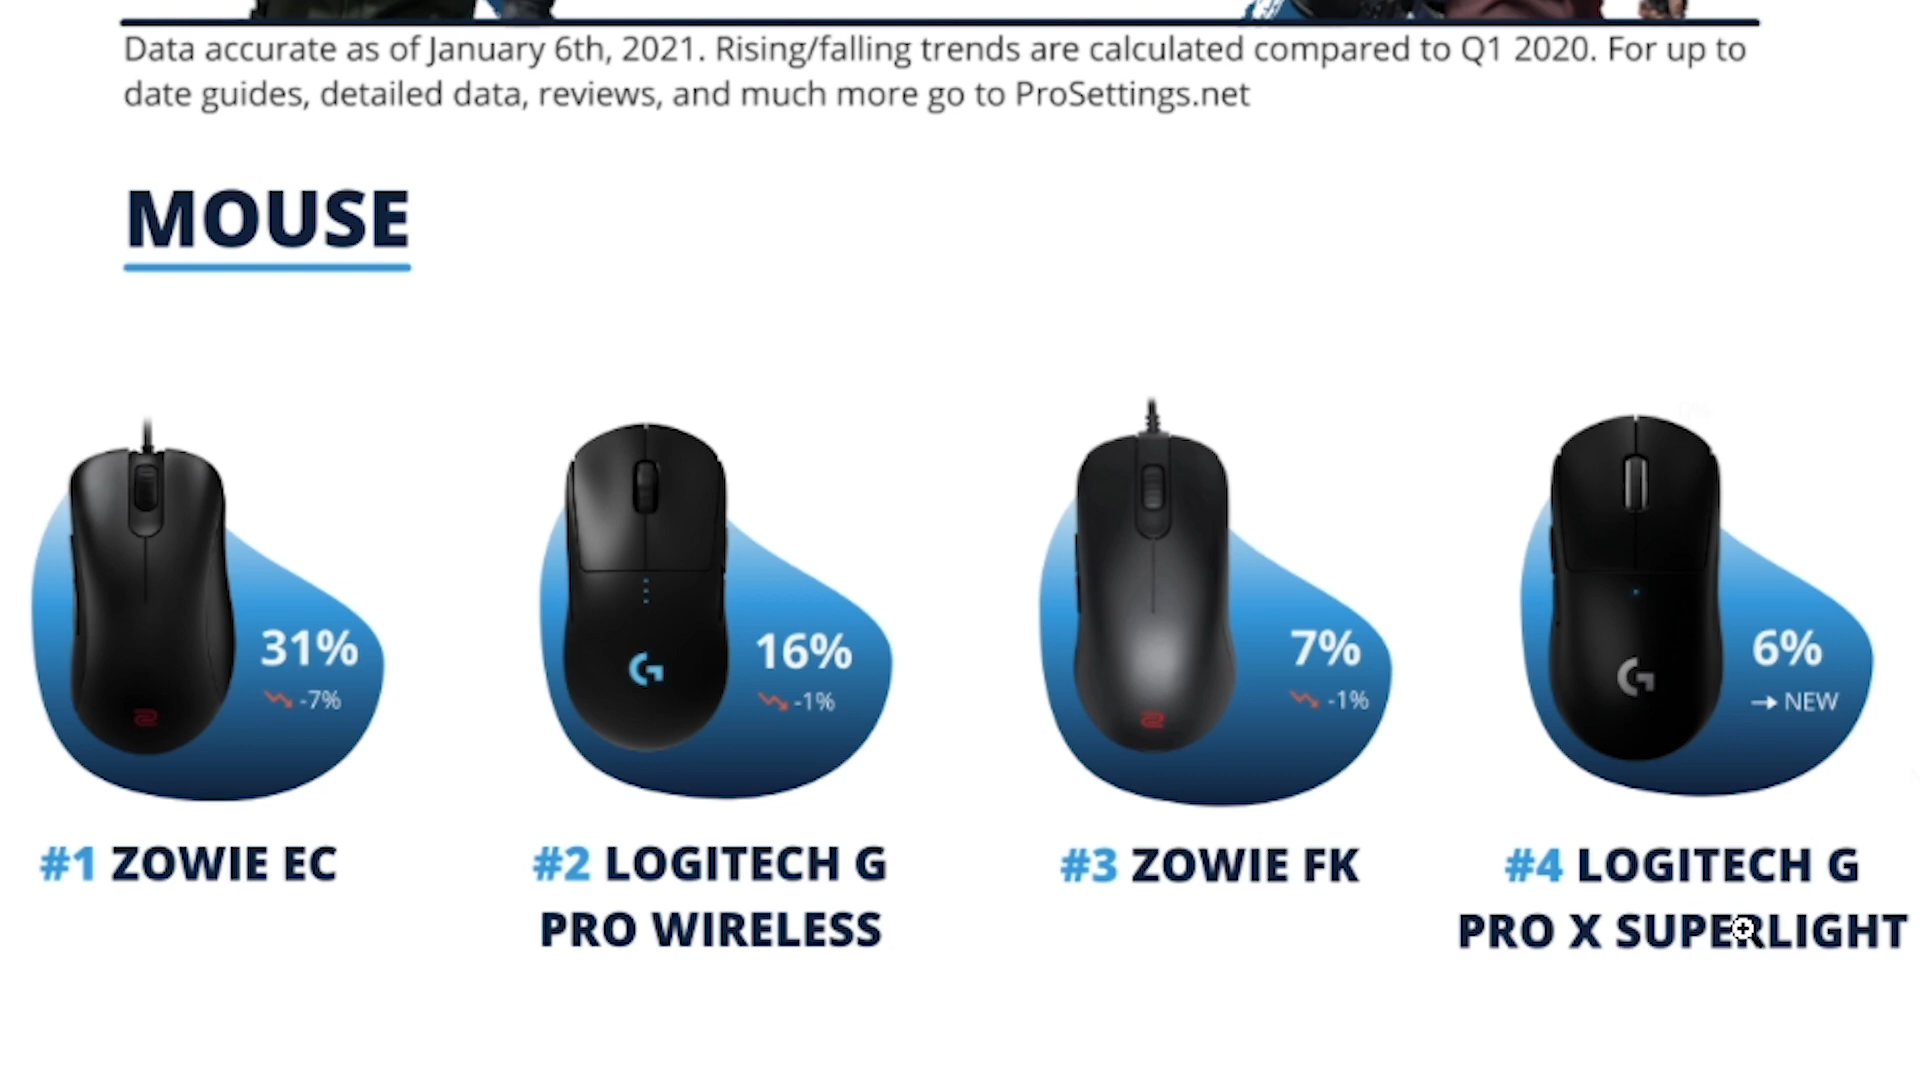 Data accurate as of January 6th, 2021. Rising/falling trends are calculated compared to Q1 2020. For up to
date guides, detailed data, reviews, and much more go to ProSettings.net
MOUSE
31%
-7%
16%
-1%
7%
-1%
6%
NEW
#1 ZOWIE EC
#2 LOGITECH G
PRO WIRELESS
#3 ZOWIE FK
#4 LOGITECH G
PRO X SUPERLIGHT